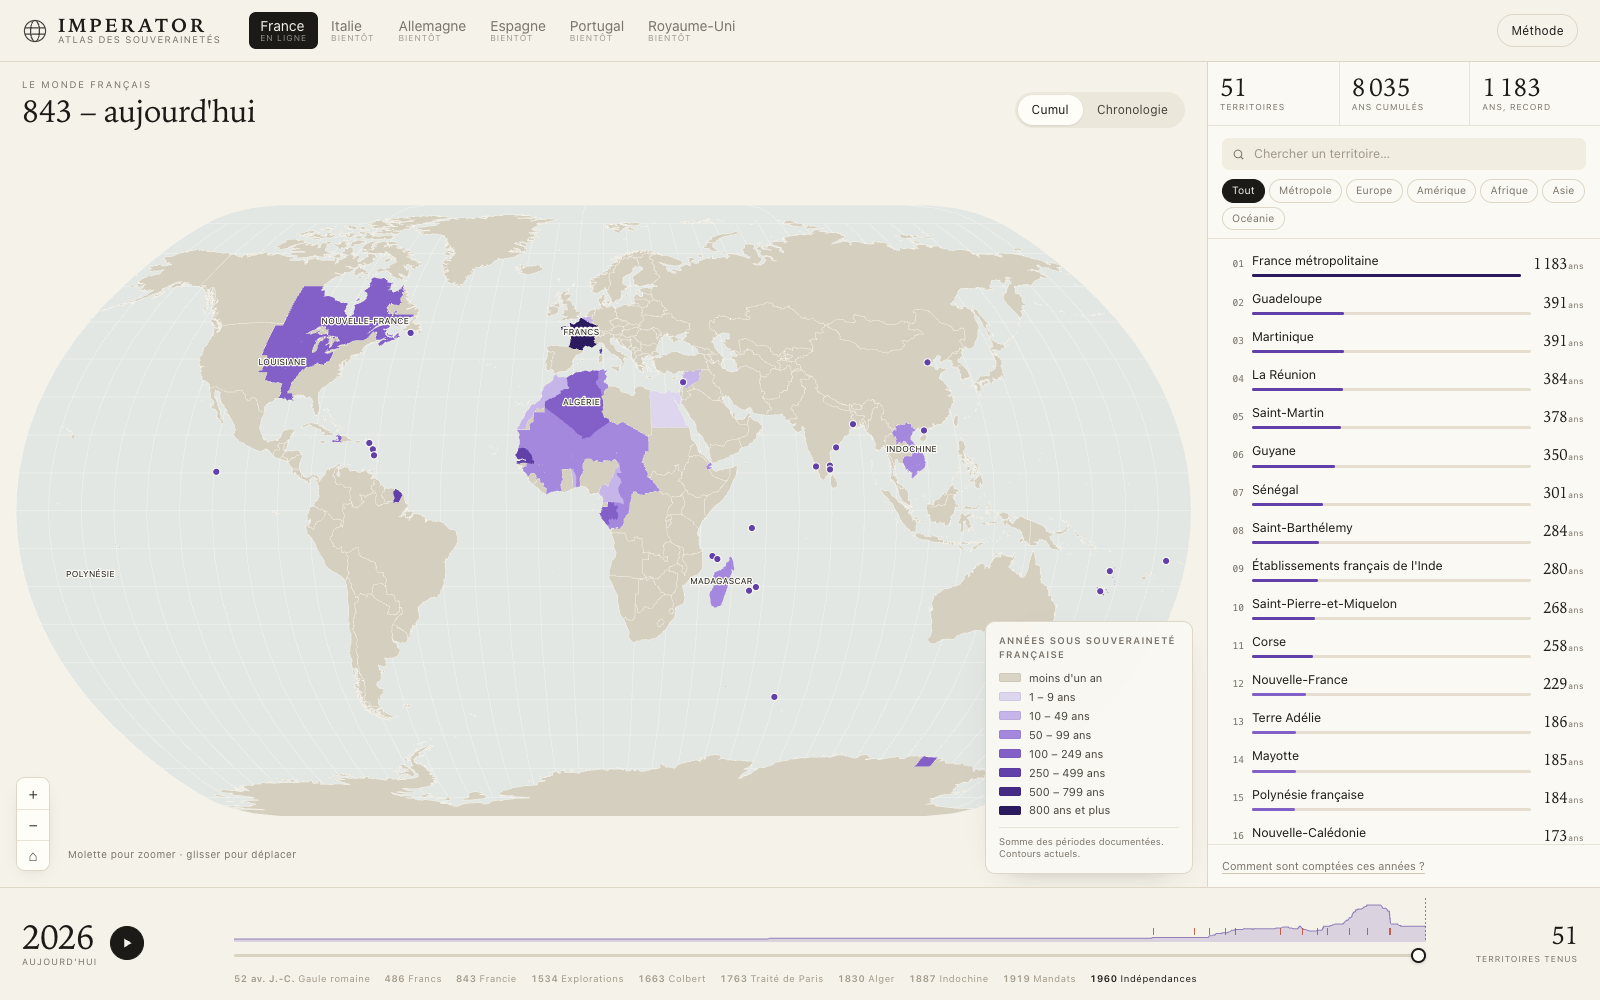 IMPERATOR
ATLAS DES SOUVERAINETÉS
France
EN LIGNE
Italie
BIENTÔT
Allemagne
BIENTÔT
Espagne
BIENTÔT
Portugal
BIENTÔT
Royaume-Uni
BIENTÔT
Méthode
LE MONDE FRANÇAIS
843 – aujourd'hui
Cumul
Chronologie
NOUVELLE-FRANCE
LOUISIANE
FRANCS
ALGÉRIE
INDOCHINE
POLYNÉSIE
MADAGASCAR
ANNÉES SOUS SOUVERAINETÉ
FRANÇAISE
moins d'un an
1 – 9 ans
10 – 49 ans
50 – 99 ans
100 – 249 ans
250 – 499 ans
500 – 799 ans
800 ans et plus
Somme des périodes documentées.
Contours actuels.
+
−
⌂
Molette pour zoomer · glisser pour déplacer
51
TERRITOIRES
8 035
ANS CUMULÉS
1 183
ANS, RECORD
Chercher un territoire…
Tout
Métropole
Europe
Amérique
Afrique
Asie
Océanie
01 France métropolitaine 1 183 ans
02 Guadeloupe 391 ans
03 Martinique 391 ans
04 La Réunion 384 ans
05 Saint-Martin 378 ans
06 Guyane 350 ans
07 Sénégal 301 ans
08 Saint-Barthélemy 284 ans
09 Établissements français de l'Inde 280 ans
10 Saint-Pierre-et-Miquelon 268 ans
11 Corse 258 ans
12 Nouvelle-France 229 ans
13 Terre Adélie 186 ans
14 Mayotte 185 ans
15 Polynésie française 184 ans
16 Nouvelle-Calédonie 173 ans
Comment sont comptées ces années ?
2026
AUJOURD'HUI
52 av. J.-C. Gaule romaine
486 Francs
843 Francie
1534 Explorations
1663 Colbert
1763 Traité de Paris
1830 Alger
1887 Indochine
1919 Mandats
1960 Indépendances
51
TERRITOIRES TENUS